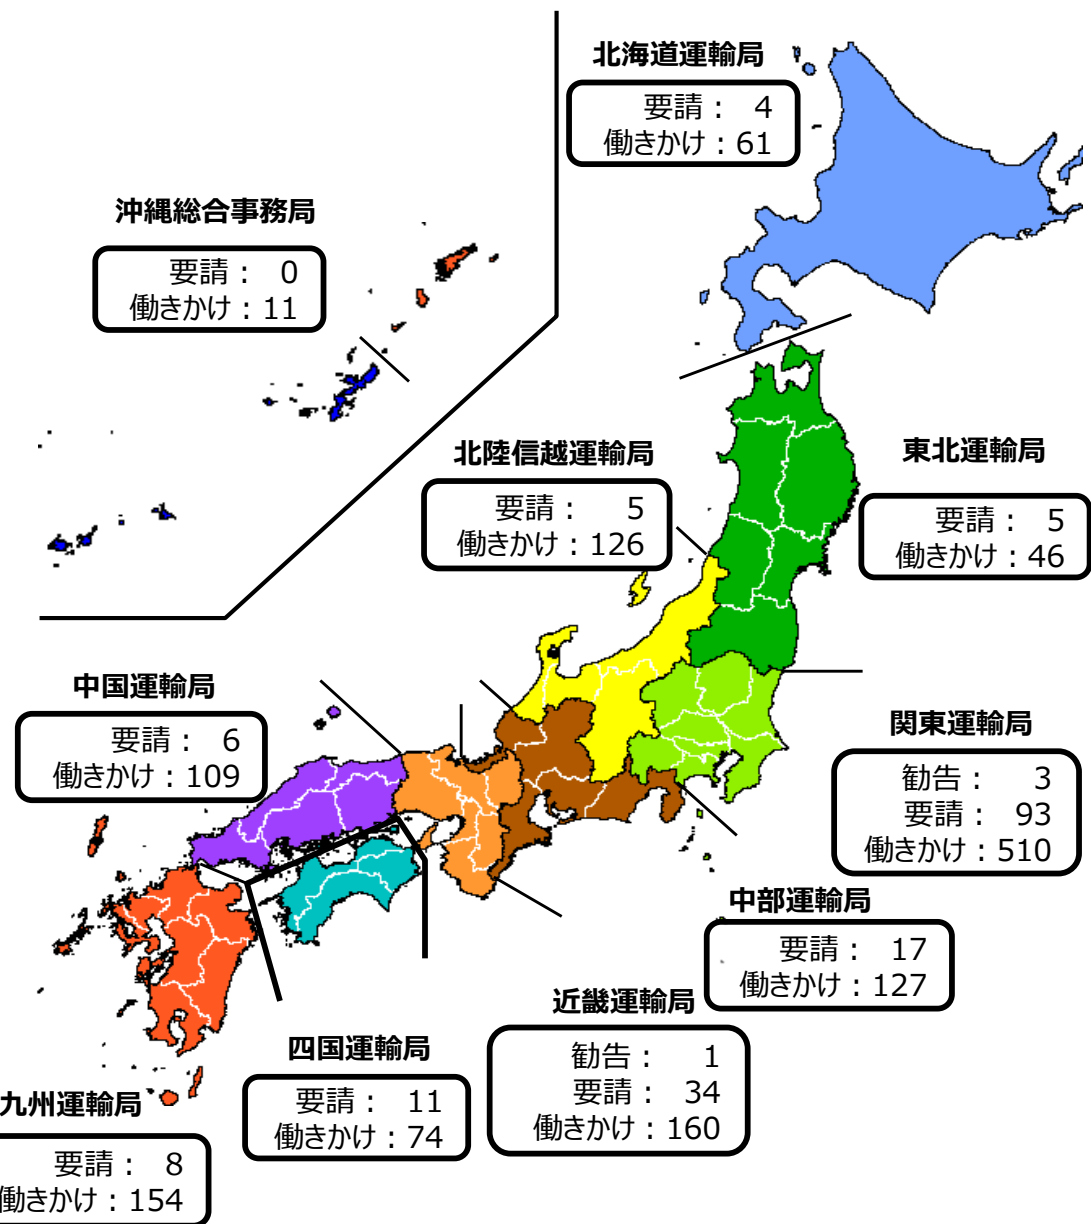 北海道運輸局
要請： 4
働きかけ：61
沖縄総合事務局
要請： 0
働きかけ：11
北陸信越運輸局
要請： 5
働きかけ：126
東北運輸局
要請： 5
働きかけ：46
中国運輸局
要請： 6
働きかけ：109
関東運輸局
勧告： 3
要請： 93
働きかけ：510
中部運輸局
要請： 17
働きかけ：127
近畿運輸局
勧告： 1
要請： 34
働きかけ：160
四国運輸局
要請： 11
働きかけ：74
九州運輸局
要請： 8
働きかけ：154